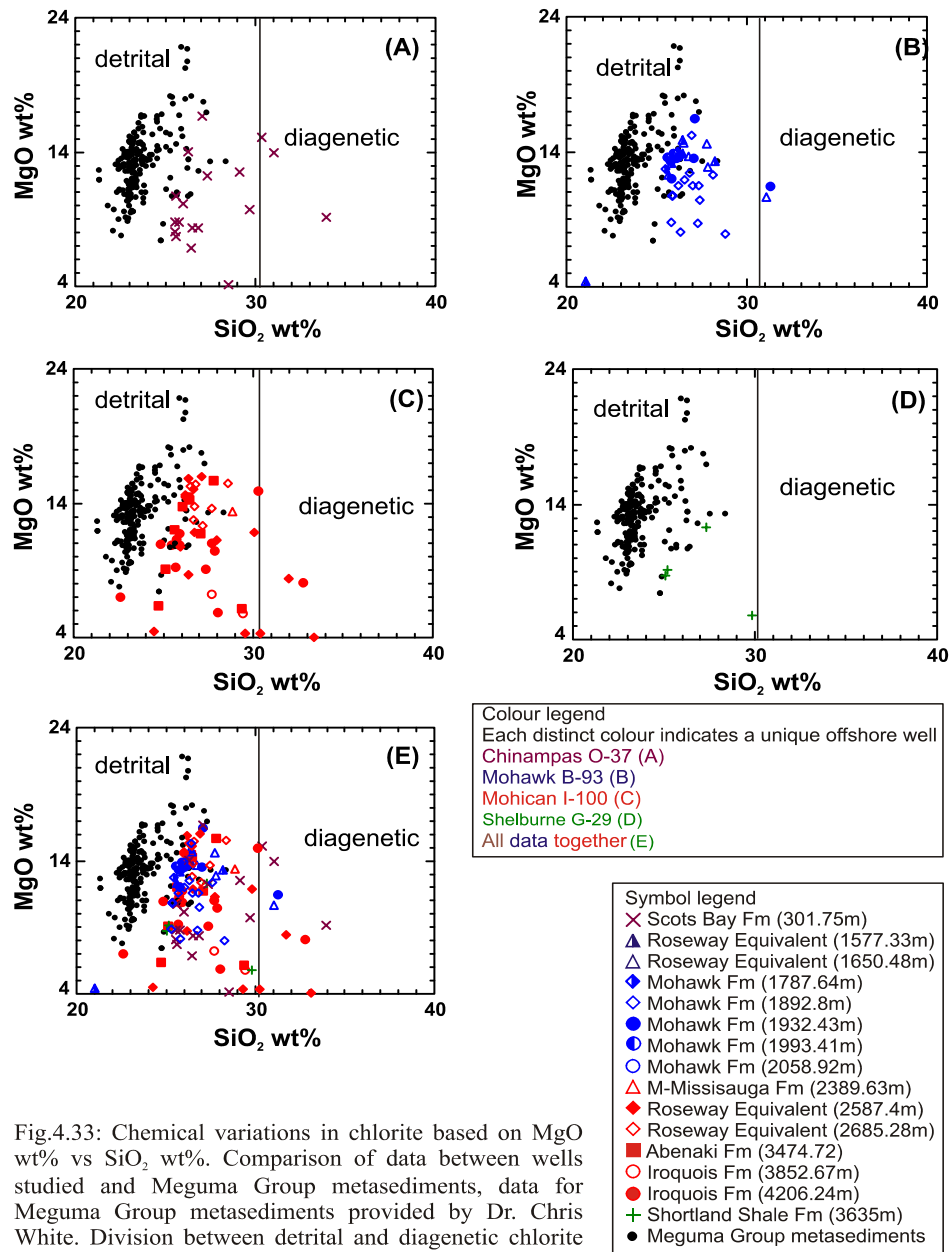 24
(A)
detrital
diagenetic
MgO wt%
14
4
20
30
40
SiO₂ wt%
24
(B)
detrital
diagenetic
MgO wt%
14
4
20
30
40
SiO₂ wt%
24
(C)
detrital
diagenetic
MgO wt%
14
4
20
30
40
SiO₂ wt%
24
(D)
detrital
diagenetic
MgO wt%
14
4
20
30
40
SiO₂ wt%
24
(E)
detrital
diagenetic
MgO wt%
14
4
20
30
40
SiO₂ wt%
Colour legend
Each distinct colour indicates a unique offshore well
Chinampas O-37 (A)
Mohawk B-93 (B)
Mohican I-100 (C)
Shelburne G-29 (D)
All data together (E)
Symbol legend
Scots Bay Fm (301.75m)
Roseway Equivalent (1577.33m)
Roseway Equivalent (1650.48m)
Mohawk Fm (1787.64m)
Mohawk Fm (1892.8m)
Mohawk Fm (1932.43m)
Mohawk Fm (1993.41m)
Mohawk Fm (2058.92m)
M-Missisauga Fm (2389.63m)
Roseway Equivalent (2587.4m)
Roseway Equivalent (2685.28m)
Abenaki Fm (3474.72)
Iroquois Fm (3852.67m)
Iroquois Fm (4206.24m)
Shortland Shale Fm (3635m)
Meguma Group metasediments
Fig.4.33: Chemical variations in chlorite based on MgO
wt% vs SiO₂ wt%. Comparison of data between wells
studied and Meguma Group metasediments, data for
Meguma Group metasediments provided by Dr. Chris
White. Division between detrital and diagenetic chlorite